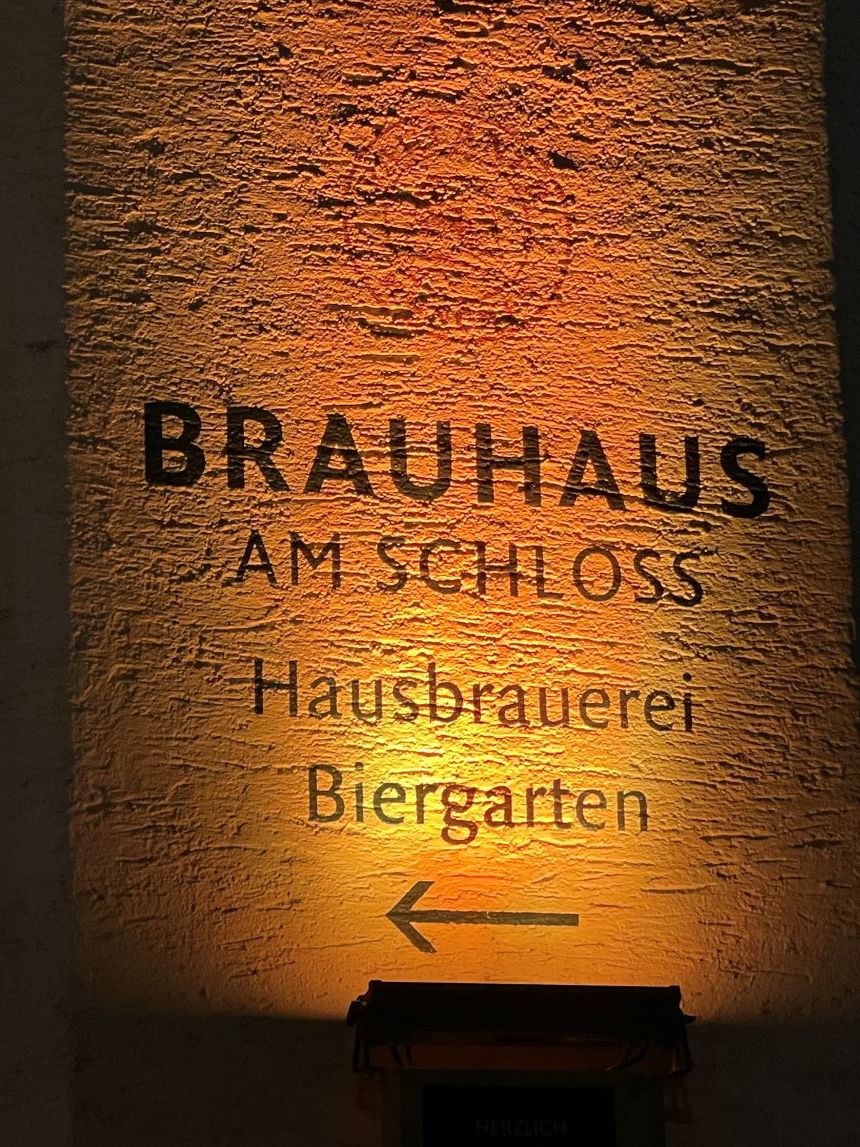 BRAUHAUS
AM SCHLOSS
Hausbrauerei
Biergarten
HERZLICH